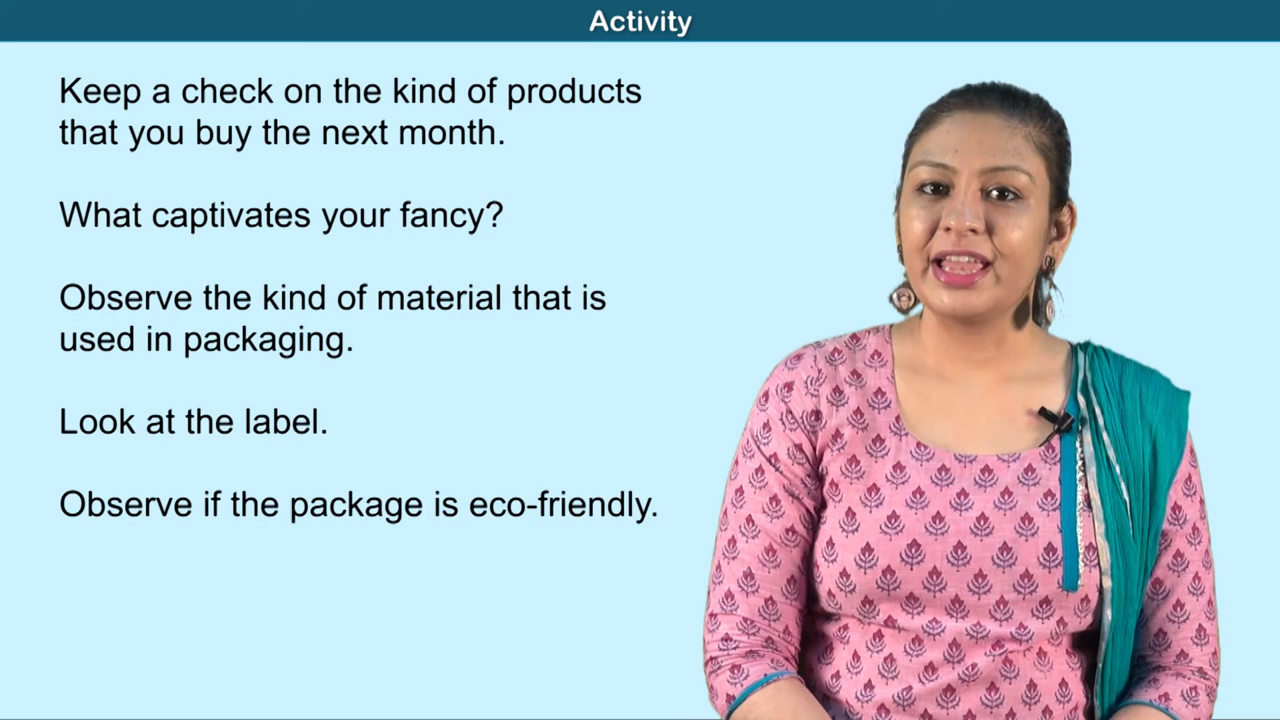 Activity
Keep a check on the kind of products
that you buy the next month.
What captivates your fancy?
Observe the kind of material that is
used in packaging.
Look at the label.
Observe if the package is eco-friendly.